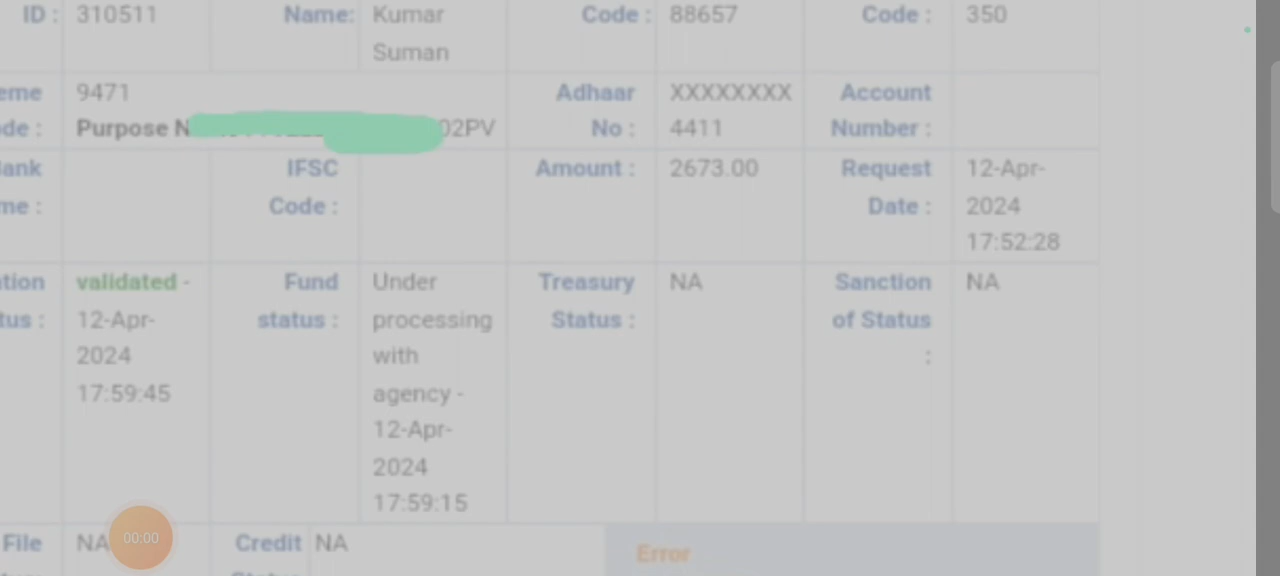 ID : 310511 Name: Kumar Suman Code : 88657 Code : 350
eme de : 9471 Purpose N 02PV Adhaar No : XXXXXXXX 4411 Account Number :
ank me : IFSC Code : Amount : 2673.00 Request Date : 12-Apr-2024 17:52:28
tion tus : validated - 12-Apr-2024 17:59:45 Fund status : Under processing with agency - 12-Apr-2024 17:59:15 Treasury Status : NA Sanction of Status : NA
File NA 00:00 Credit NA Error